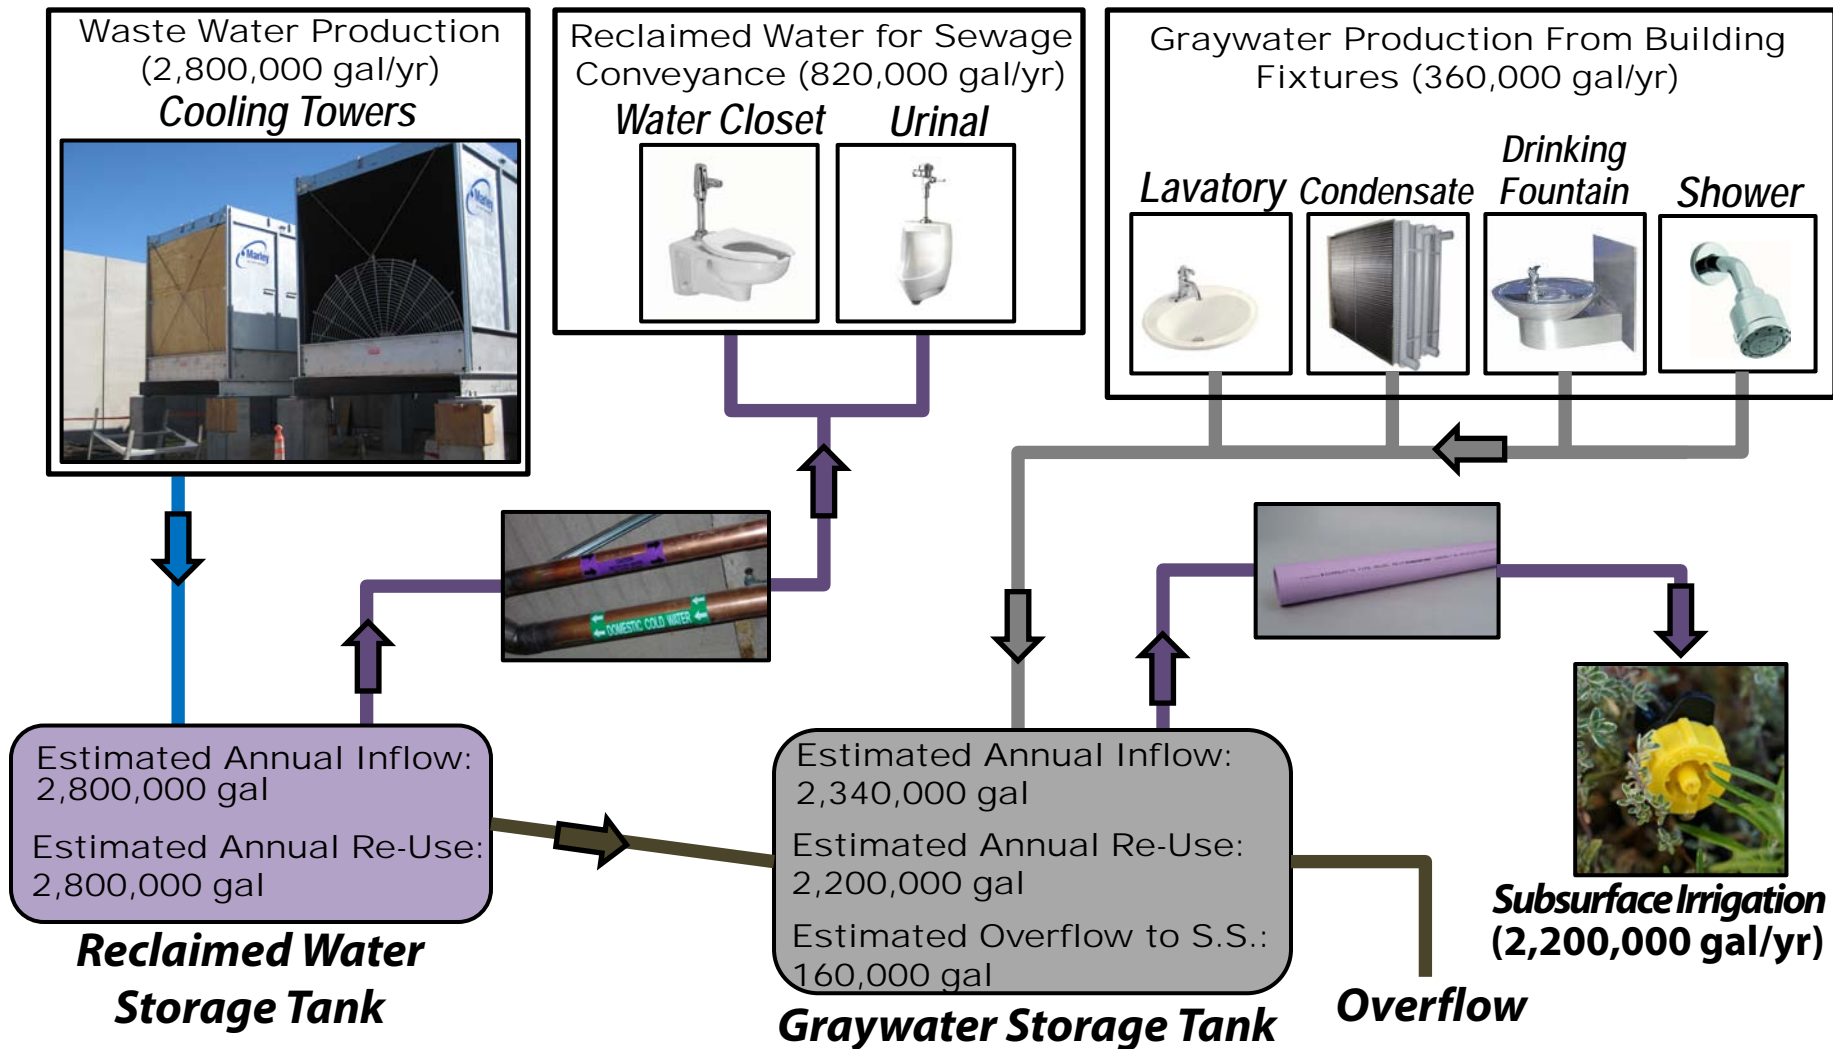 Waste Water Production
(2,800,000 gal/yr)
Cooling Towers
Marley
Marley
Reclaimed Water for Sewage
Conveyance (820,000 gal/yr)
Water Closet
Urinal
Graywater Production From Building
Fixtures (360,000 gal/yr)
Lavatory
Condensate
Drinking
Fountain
Shower
DOMESTIC COLD WATER
Estimated Annual Inflow:
2,800,000 gal
Estimated Annual Re-Use:
2,800,000 gal
Reclaimed Water
Storage Tank
Estimated Annual Inflow:
2,340,000 gal
Estimated Annual Re-Use:
2,200,000 gal
Estimated Overflow to S.S.:
160,000 gal
Graywater Storage Tank
Overflow
Subsurface Irrigation
(2,200,000 gal/yr)